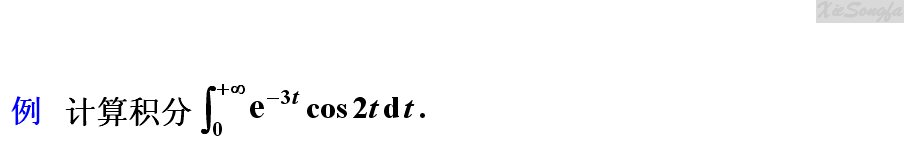 XieSongfa
例 计算积分 ∫₀⁺∞ e⁻³ᵗ cos 2t dt.